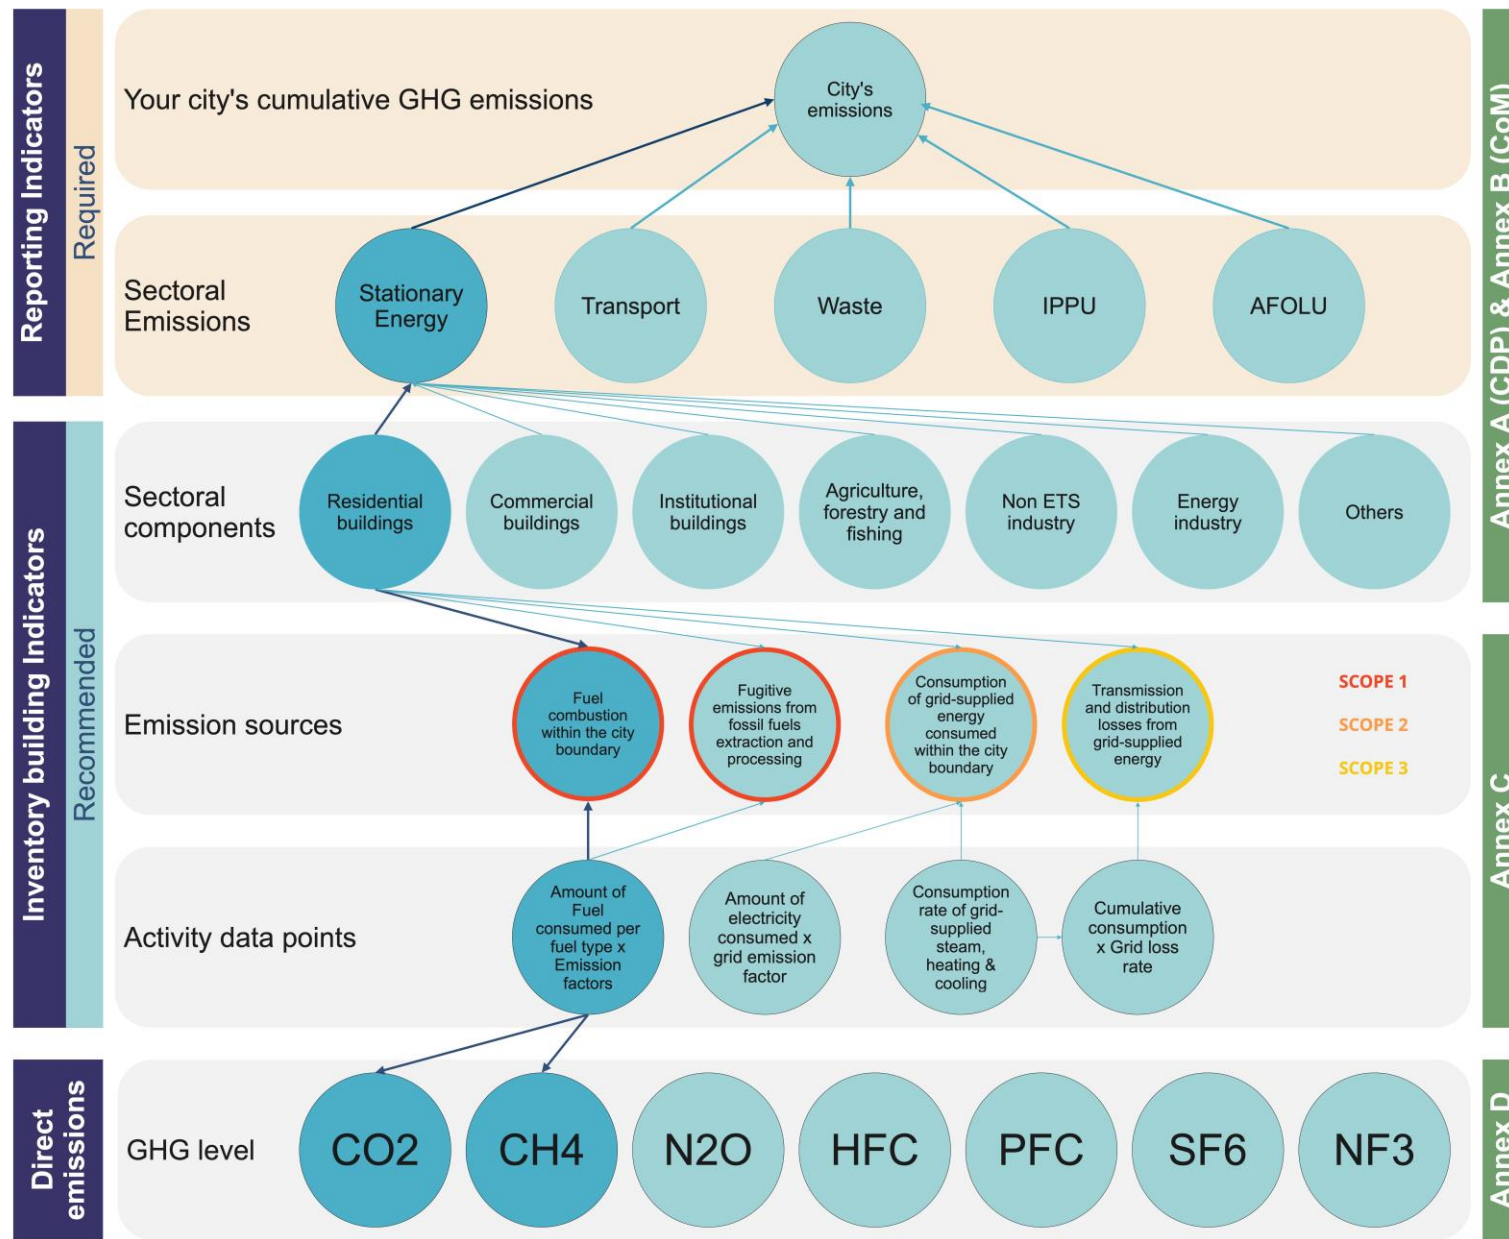 Reporting Indicators
Required
Your city's cumulative GHG emissions
City's
emissions
Sectoral
Emissions
Stationary
Energy
Transport
Waste
IPPU
AFOLU
Annex A (CDP) & Annex B (CoM)
Inventory building Indicators
Recommended
Sectoral
components
Residential
buildings
Commercial
buildings
Institutional
buildings
Agriculture,
forestry and
fishing
Non ETS
industry
Energy
industry
Others
Emission sources
Fuel
combustion
within the city
boundary
Fugitive
emissions from
fossil fuels
extraction and
processing
Consumption
of grid-supplied
energy
consumed
within the city
boundary
Transmission
and distribution
losses from
grid-supplied
energy
SCOPE 1
SCOPE 2
SCOPE 3
Annex C
Activity data points
Amount of
Fuel
consumed per
fuel type x
Emission
factors
Amount of
electricity
consumed x
grid emission
factor
Consumption
rate of grid-
supplied
steam,
heating &
cooling
Cumulative
consumption
x Grid loss
rate
Direct
emissions
GHG level
CO2
CH4
N2O
HFC
PFC
SF6
NF3
Annex D